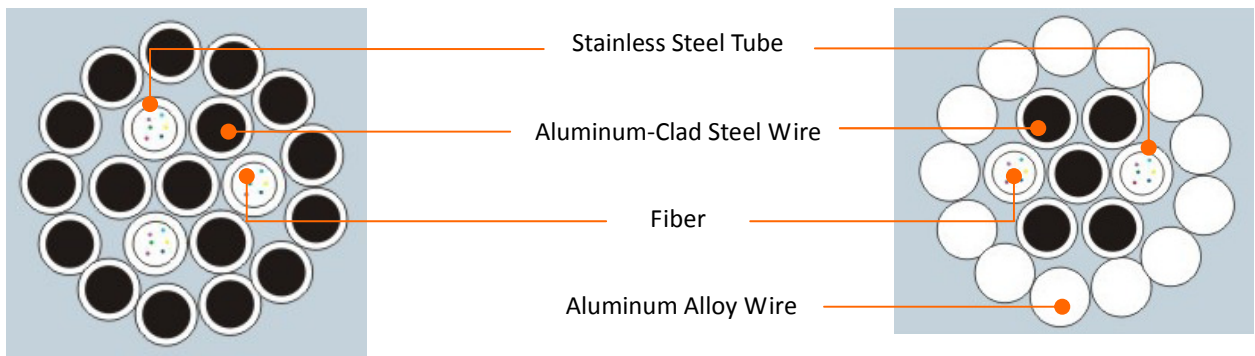 Stainless Steel Tube
Aluminum-Clad Steel Wire
Fiber
Aluminum Alloy Wire